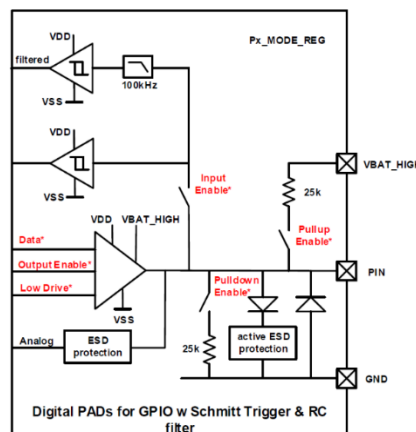 VDD
Px_MODE_REG
filtered
100kHz
VSS
VDD
VBAT_HIGH
VSS
25k
Input
Enable*
Pullup
Enable*
VDD
VBAT_HIGH
Data*
Output Enable*
PIN
Low Drive*
Pulldown
Enable*
VSS
Analog
ESD
protection
25k
active ESD
protection
GND
Digital PADs for GPIO w Schmitt Trigger & RC
filter